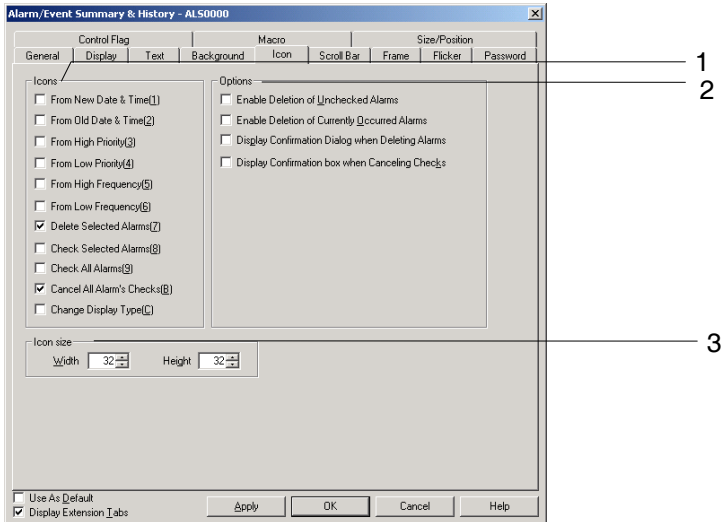 Alarm/Event Summary & History - ALS0000
Control Flag Macro Size/Position
General Display Text Background Icon Scroll Bar Frame Flicker Password
1
2
Icons
From New Date & Time(1)
From Old Date & Time(2)
From High Priority(3)
From Low Priority(4)
From High Frequency(5)
From Low Frequency(6)
Delete Selected Alarms(7)
Check Selected Alarms(8)
Check All Alarms(9)
Cancel All Alarm's Checks(B)
Change Display Type(C)
Options
Enable Deletion of Unchecked Alarms
Enable Deletion of Currently Occurred Alarms
Display Confirmation Dialog when Deleting Alarms
Display Confirmation box when Canceling Checks
Icon size
Width 32 Height 32
3
Use As Default
Display Extension Tabs
Apply OK Cancel Help